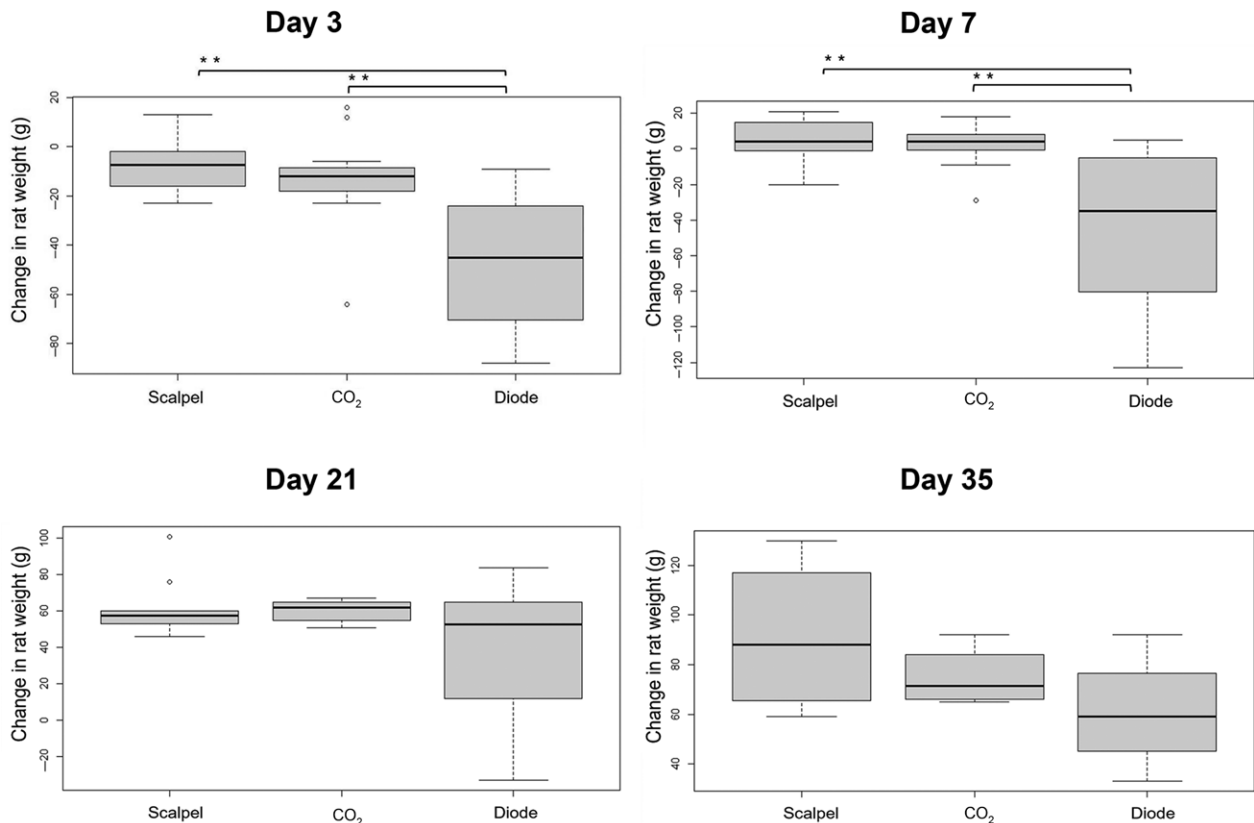 Day 3
* *
* *
Change in rat weight (g)
20
0
−20
−40
−60
−80
Scalpel CO₂ Diode
Day 7
* *
* *
Change in rat weight (g)
20
0
−20
−40
−60
−80
−100
−120
Scalpel CO₂ Diode
Day 21
Change in rat weight (g)
100
80
60
40
20
0
−20
Scalpel CO₂ Diode
Day 35
Change in rat weight (g)
120
100
80
60
40
Scalpel CO₂ Diode